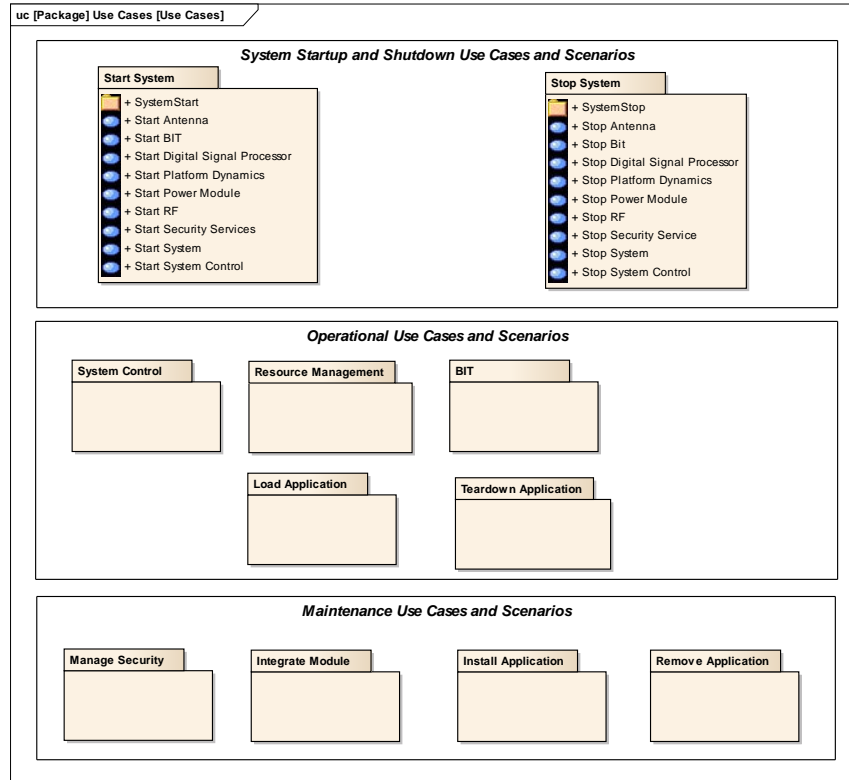 uc [Package] Use Cases [Use Cases]
System Startup and Shutdown Use Cases and Scenarios
Start System
+ SystemStart
+ Start Antenna
+ Start BIT
+ Start Digital Signal Processor
+ Start Platform Dynamics
+ Start Power Module
+ Start RF
+ Start Security Services
+ Start System
+ Start System Control
Stop System
+ SystemStop
+ Stop Antenna
+ Stop Bit
+ Stop Digital Signal Processor
+ Stop Platform Dynamics
+ Stop Power Module
+ Stop RF
+ Stop Security Service
+ Stop System
+ Stop System Control
Operational Use Cases and Scenarios
System Control
Resource Management
BIT
Load Application
Teardown Application
Maintenance Use Cases and Scenarios
Manage Security
Integrate Module
Install Application
Remove Application